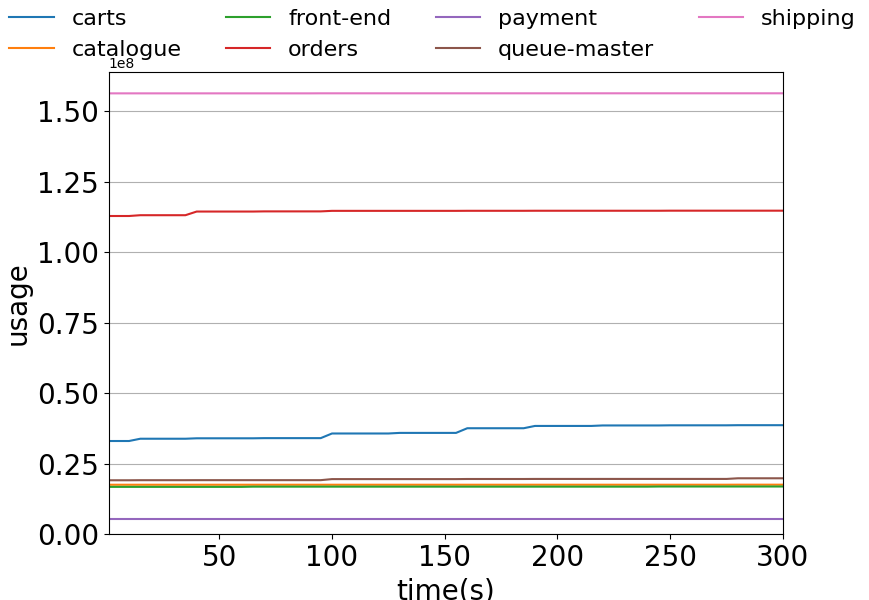 carts front-end payment shipping
catalogue orders queue-master
1e8
1.50
1.25
1.00
0.75
0.50
0.25
0.00
usage
50 100 150 200 250 300
time(s)